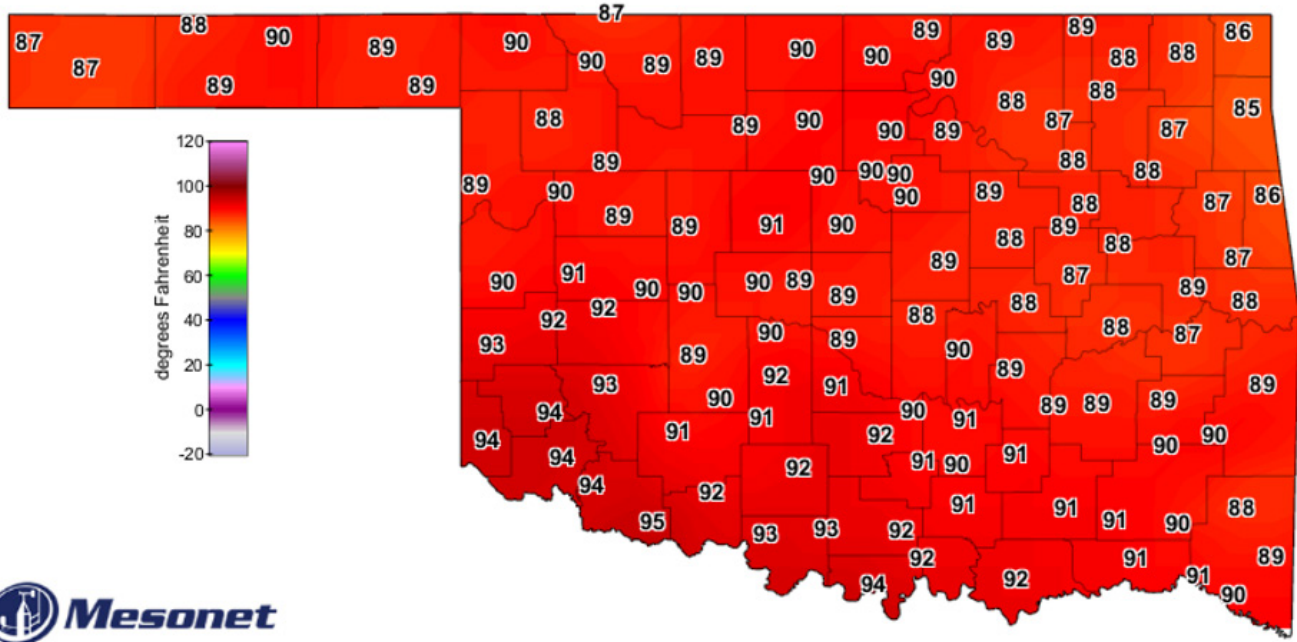 87
88 89 86
87 90 89 90 90 89 90 89 88 88
87 90 89 90
89 89 90 88
88 85
88 89 90 90 89 88 87 87
89 88 88
89 90 90 90 90 90 89 88 87 86
89 89 91 90 88 89 88
90 91 90 90 90 89 89 89 87 89 87
92 92 88 88 88
93 90 89 90 88 87
89 92 91 89 89
93 90 91 90 91 89 89 89
94 91 92 90 90
94 94 92 91 90 91
94 92 91 91 91 90 88
95 93 93 92
92 91 89
94 92 91
90
120
100
80
60
40
20
0
-20
degrees Fahrenheit
Mesonet